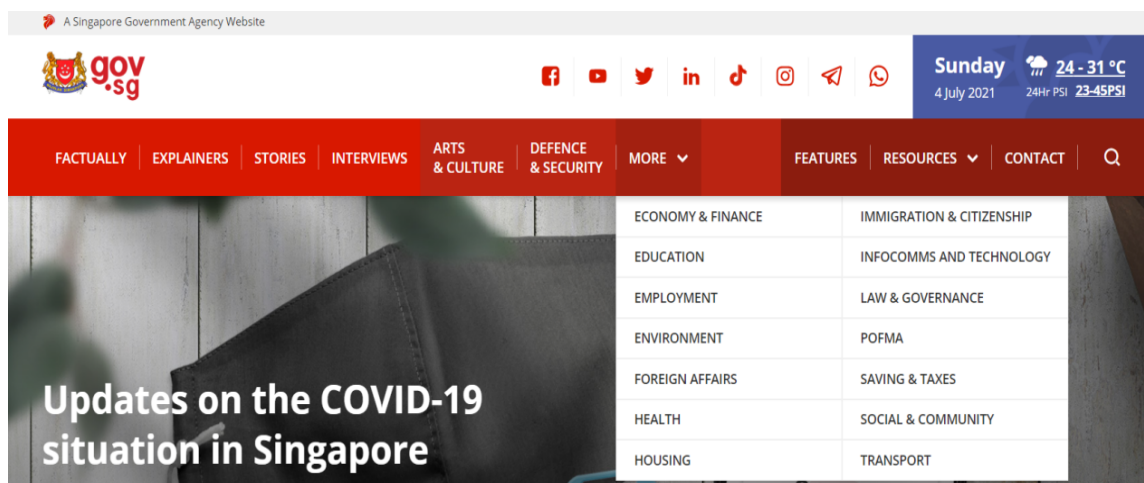 A Singapore Government Agency Website
gov
.sg
Sunday
4 July 2021
24 - 31 °C
24Hr PSI 23-45PSI
FACTUALLY
EXPLAINERS
STORIES
INTERVIEWS
ARTS
& CULTURE
DEFENCE
& SECURITY
MORE
FEATURES
RESOURCES
CONTACT
ECONOMY & FINANCE
IMMIGRATION & CITIZENSHIP
EDUCATION
INFOCOMMS AND TECHNOLOGY
EMPLOYMENT
LAW & GOVERNANCE
ENVIRONMENT
POFMA
FOREIGN AFFAIRS
SAVING & TAXES
HEALTH
SOCIAL & COMMUNITY
HOUSING
TRANSPORT
Updates on the COVID-19
situation in Singapore